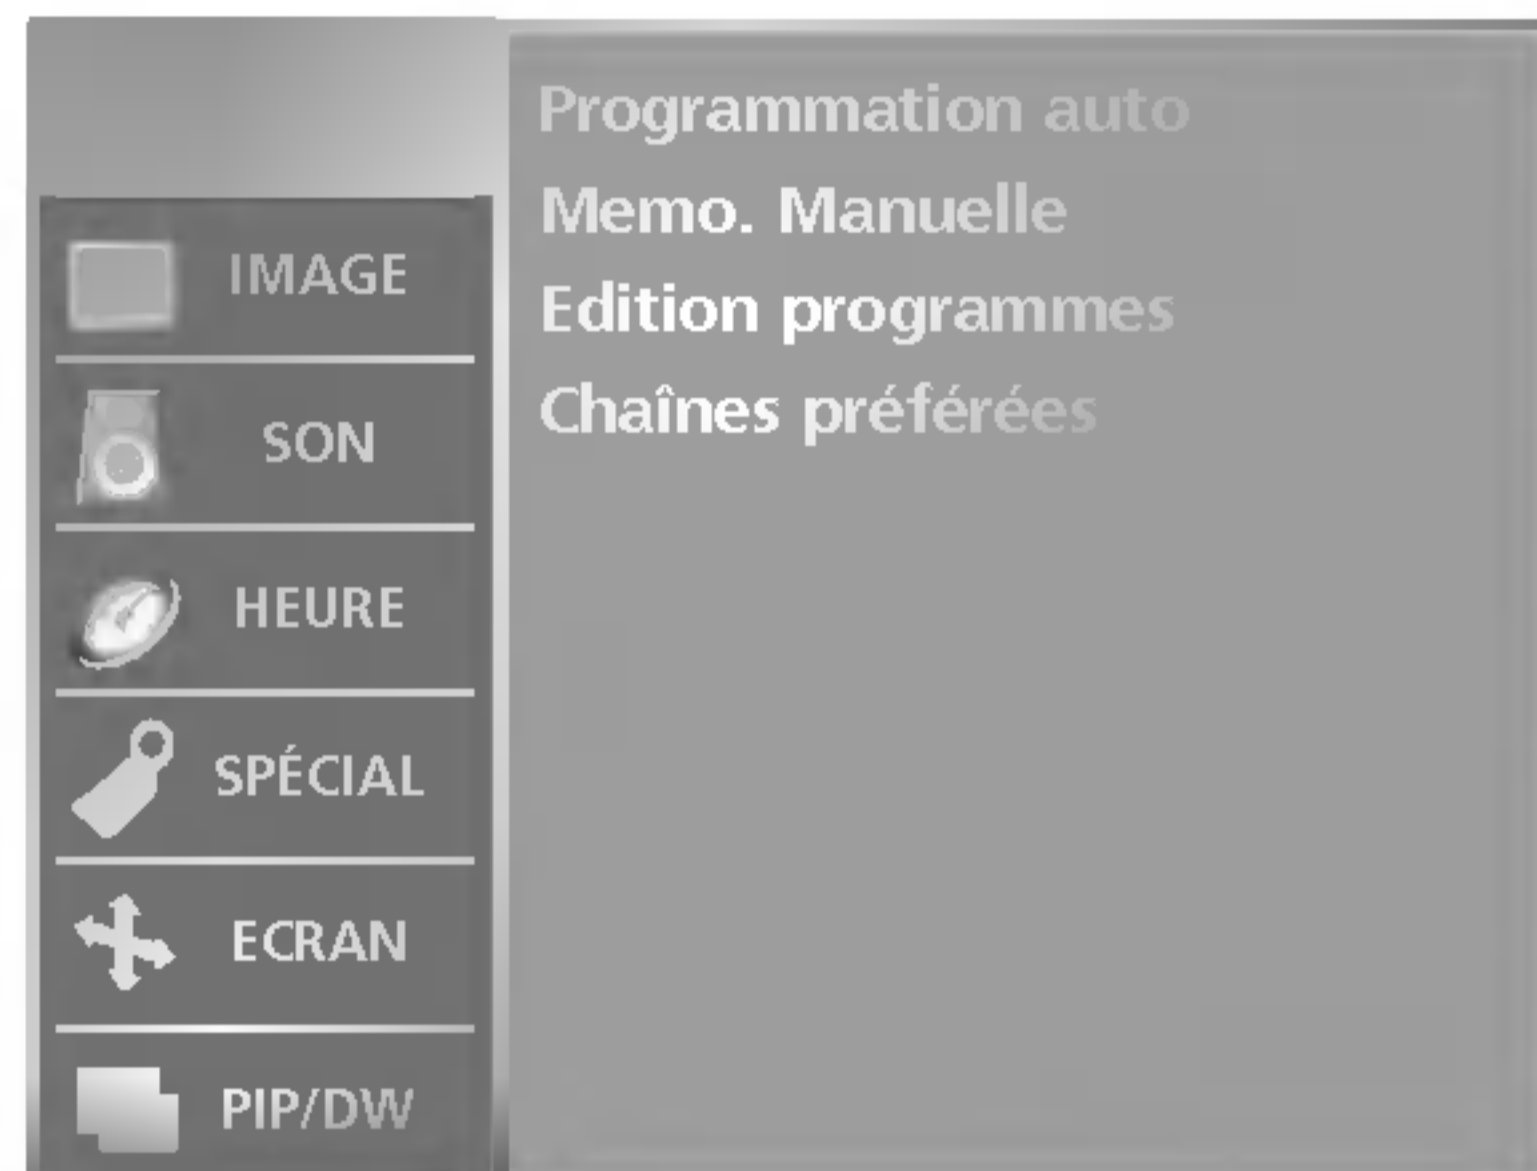 Programmation auto
Memo. Manuelle
Edition programmes
Chaînes préférées
IMAGE
SON
HEURE
SPÉCIAL
ECRAN
PIP/DW